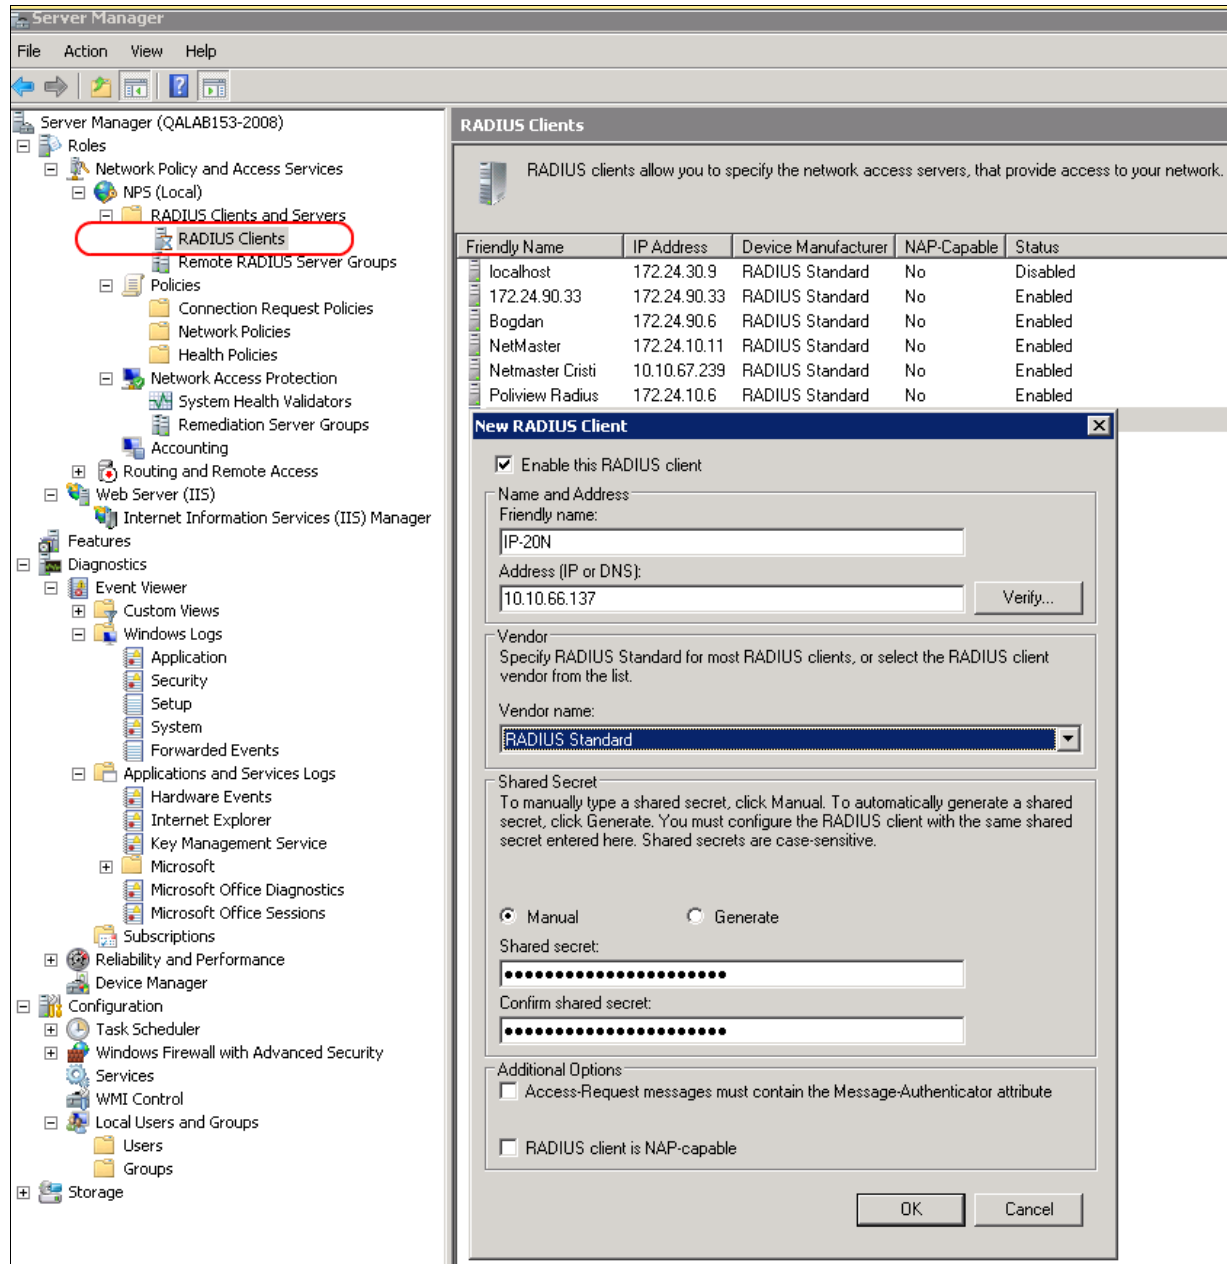 Server Manager
File Action View Help
Server Manager (QALAB153-2008)
Roles
Network Policy and Access Services
NPS (Local)
RADIUS Clients and Servers
RADIUS Clients
Remote RADIUS Server Groups
Policies
Connection Request Policies
Network Policies
Health Policies
Network Access Protection
System Health Validators
Remediation Server Groups
Accounting
Routing and Remote Access
Web Server (IIS)
Internet Information Services (IIS) Manager
Features
Diagnostics
Event Viewer
Custom Views
Windows Logs
Application
Security
Setup
System
Forwarded Events
Applications and Services Logs
Hardware Events
Internet Explorer
Key Management Service
Microsoft
Microsoft Office Diagnostics
Microsoft Office Sessions
Subscriptions
Reliability and Performance
Device Manager
Configuration
Task Scheduler
Windows Firewall with Advanced Security
Services
WMI Control
Local Users and Groups
Users
Groups
Storage
RADIUS Clients
RADIUS clients allow you to specify the network access servers, that provide access to your network.
Friendly Name IP Address Device Manufacturer NAP-Capable Status
localhost 172.24.30.9 RADIUS Standard No Disabled
172.24.90.33 172.24.90.33 RADIUS Standard No Enabled
Bogdan 172.24.90.6 RADIUS Standard No Enabled
NetMaster 172.24.10.11 RADIUS Standard No Enabled
Netmaster Cristi 10.10.67.239 RADIUS Standard No Enabled
Poliview Radius 172.24.10.6 RADIUS Standard No Enabled
New RADIUS Client
Enable this RADIUS client
Name and Address
Friendly name:
IP-20N
Address (IP or DNS):
10.10.66.137 Verify...
Vendor
Specify RADIUS Standard for most RADIUS clients, or select the RADIUS client
vendor from the list.
Vendor name:
RADIUS Standard
Shared Secret
To manually type a shared secret, click Manual. To automatically generate a shared
secret, click Generate. You must configure the RADIUS client with the same shared
secret entered here. Shared secrets are case-sensitive.
Manual Generate
Shared secret:
●●●●●●●●●●●●●●●●●●●●●●
Confirm shared secret:
●●●●●●●●●●●●●●●●●●●●●●
Additional Options
Access-Request messages must contain the Message-Authenticator attribute
RADIUS client is NAP-capable
OK Cancel